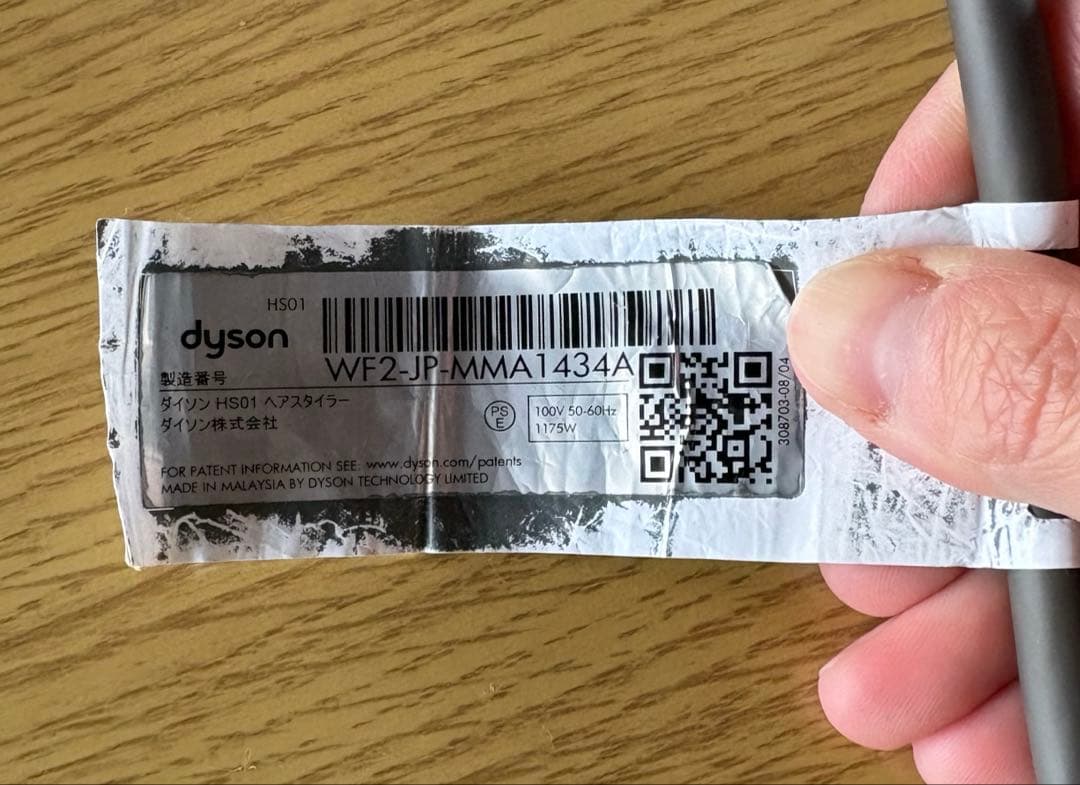 HS01
dyson
製造番号
WF2-JP-MMA1434A
ダイソン HS01 ヘアスタイラー
ダイソン株式会社
PS
E
100V 50-60Hz
1175W
308703-08/04
FOR PATENT INFORMATION SEE: www.dyson.com/patents
MADE IN MALAYSIA BY DYSON TECHNOLOGY LIMITED